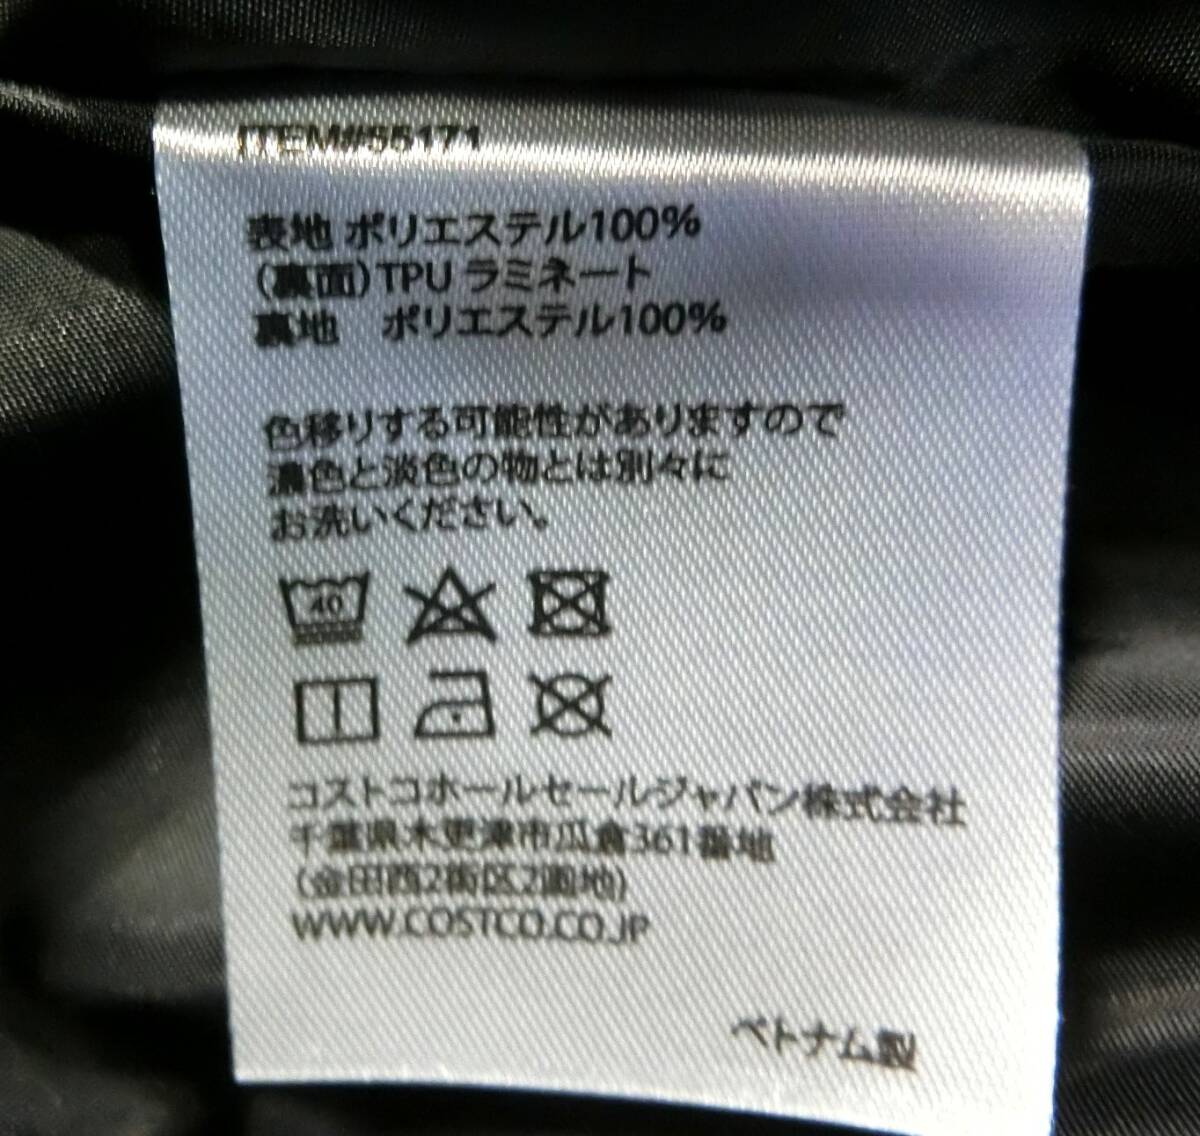 ITEM#55171
表地 ポリエステル100%
(裏面)TPU ラミネート
裏地 ポリエステル100%
色移りする可能性がありますので
濃色と淡色の物とは別々に
お洗いください。
40
コストコホールセールジャパン株式会社
千葉県木更津市瓜倉361番地
(金田西2街区2画地)
WWW.COSTCO.CO.JP
ベトナム製